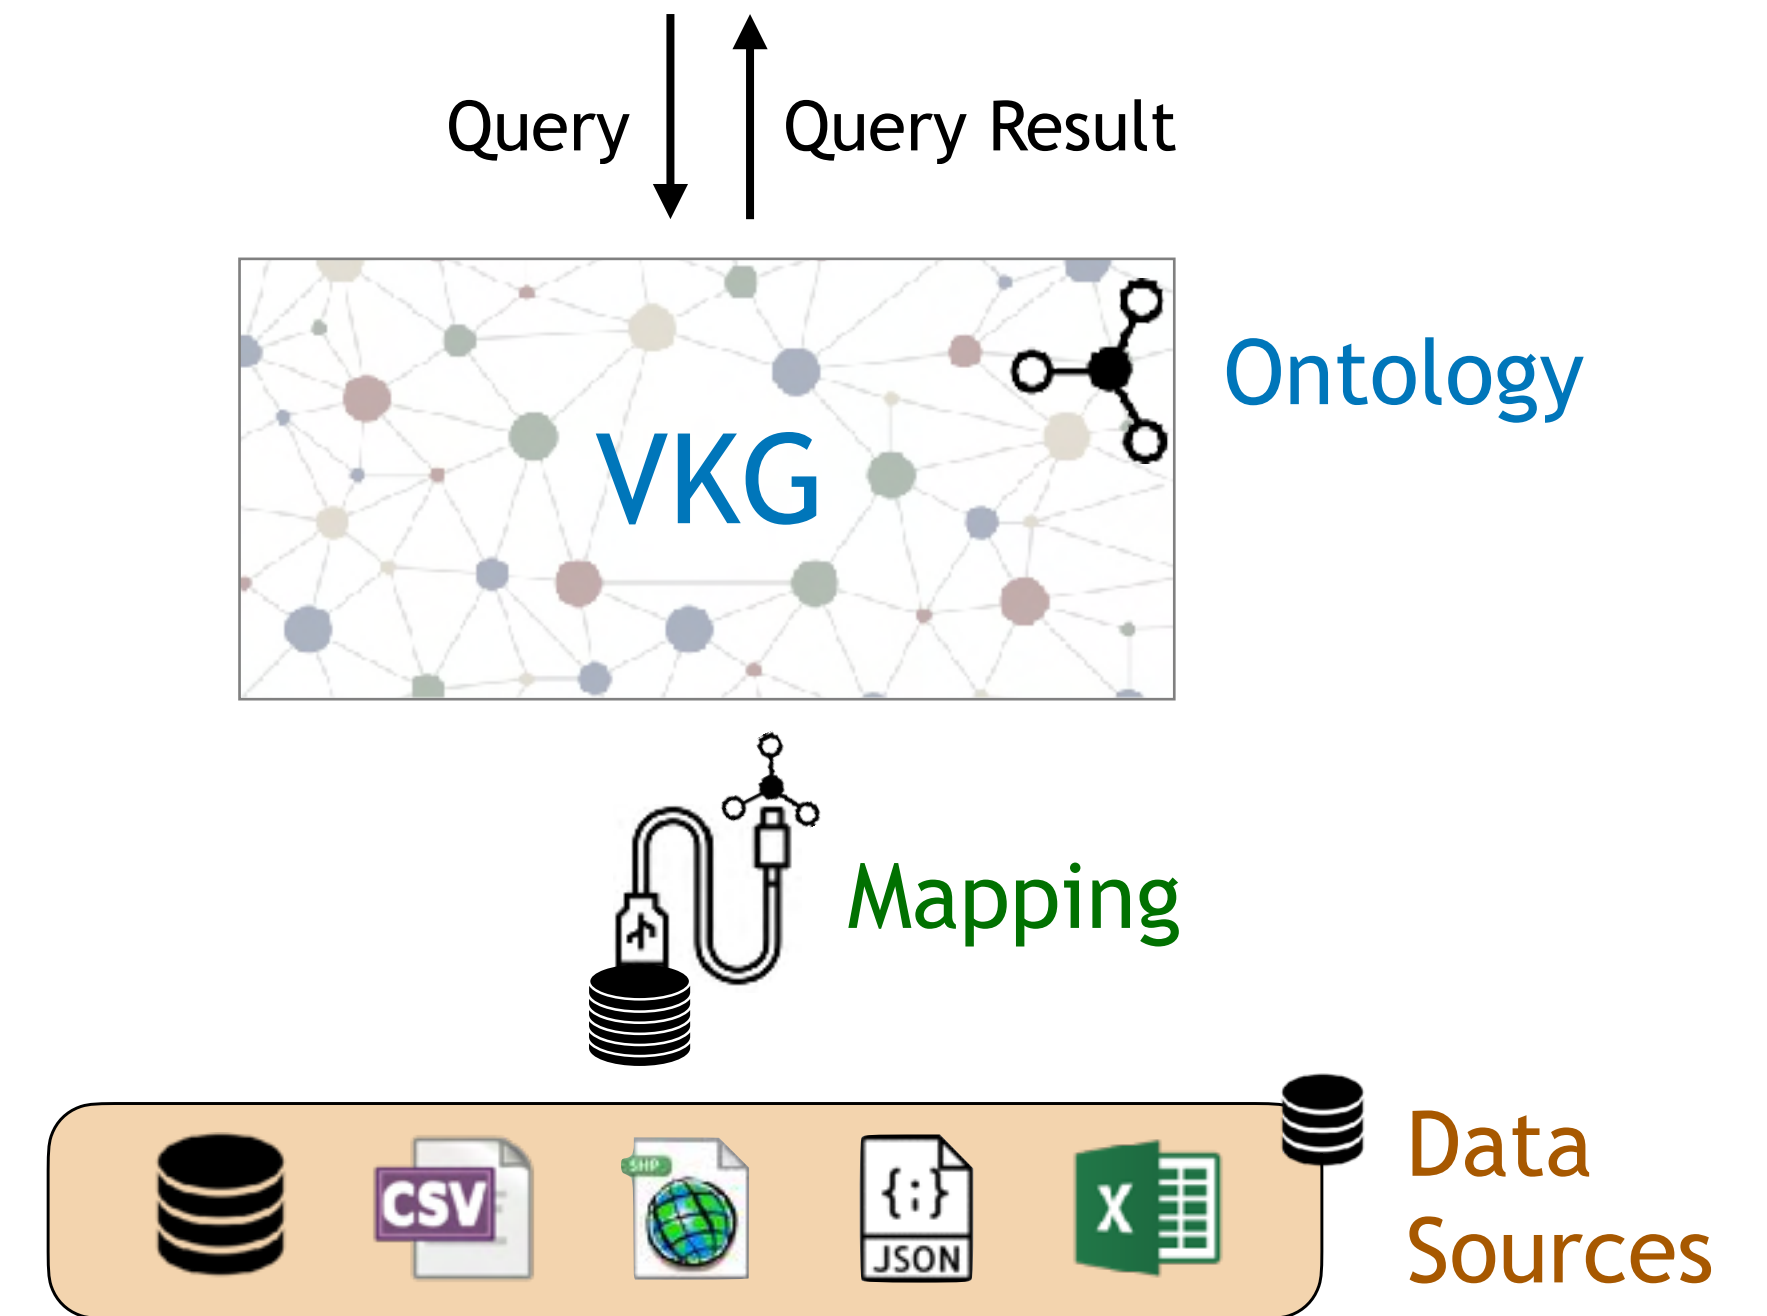 Query
Query Result
Ontology
VKG
Mapping
Data
Sources
CSV
SHP
{;}
JSON
X